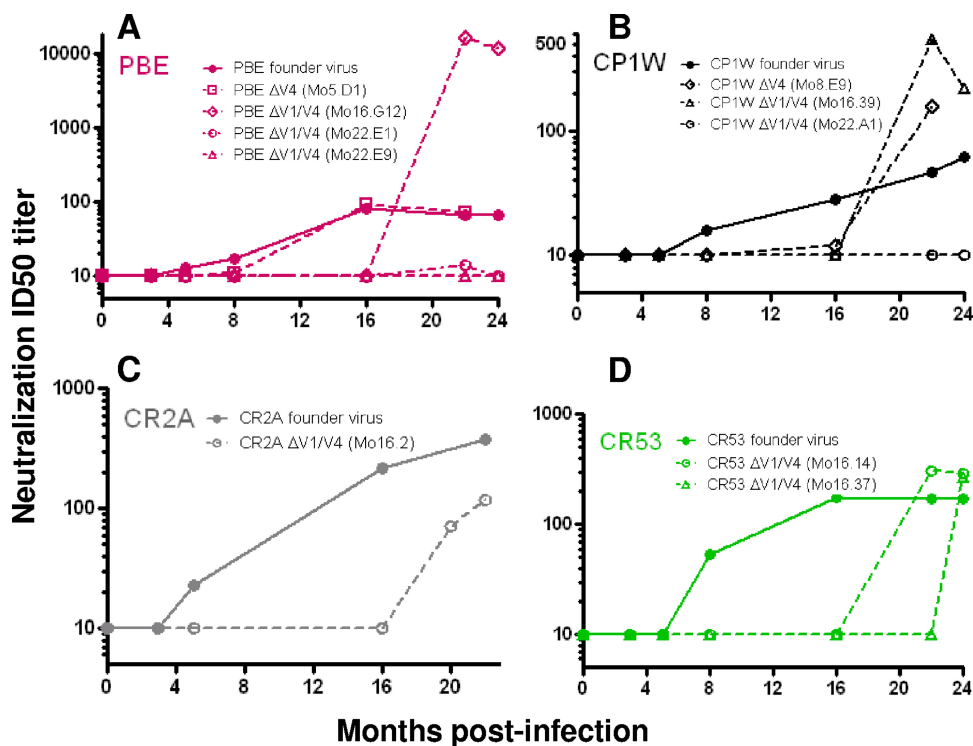 Neutralization ID50 titer
A
PBE
PBE founder virus
PBE ΔV4 (Mo5.D1)
PBE ΔV1/V4 (Mo16.G12)
PBE ΔV1/V4 (Mo22.E1)
PBE ΔV1/V4 (Mo22.E9)
10000
1000
100
10
0 4 8 12 16 20 24
B
CP1W
CP1W founder virus
CP1W ΔV4 (Mo8.E9)
CP1W ΔV1/V4 (Mo16.39)
CP1W ΔV1/V4 (Mo22.A1)
500
100
10
0 4 8 12 16 20 24
C
CR2A
CR2A founder virus
CR2A ΔV1/V4 (Mo16.2)
1000
100
10
0 4 8 12 16 20
D
CR53
CR53 founder virus
CR53 ΔV1/V4 (Mo16.14)
CR53 ΔV1/V4 (Mo16.37)
1000
100
10
0 4 8 12 16 20 24
Months post-infection